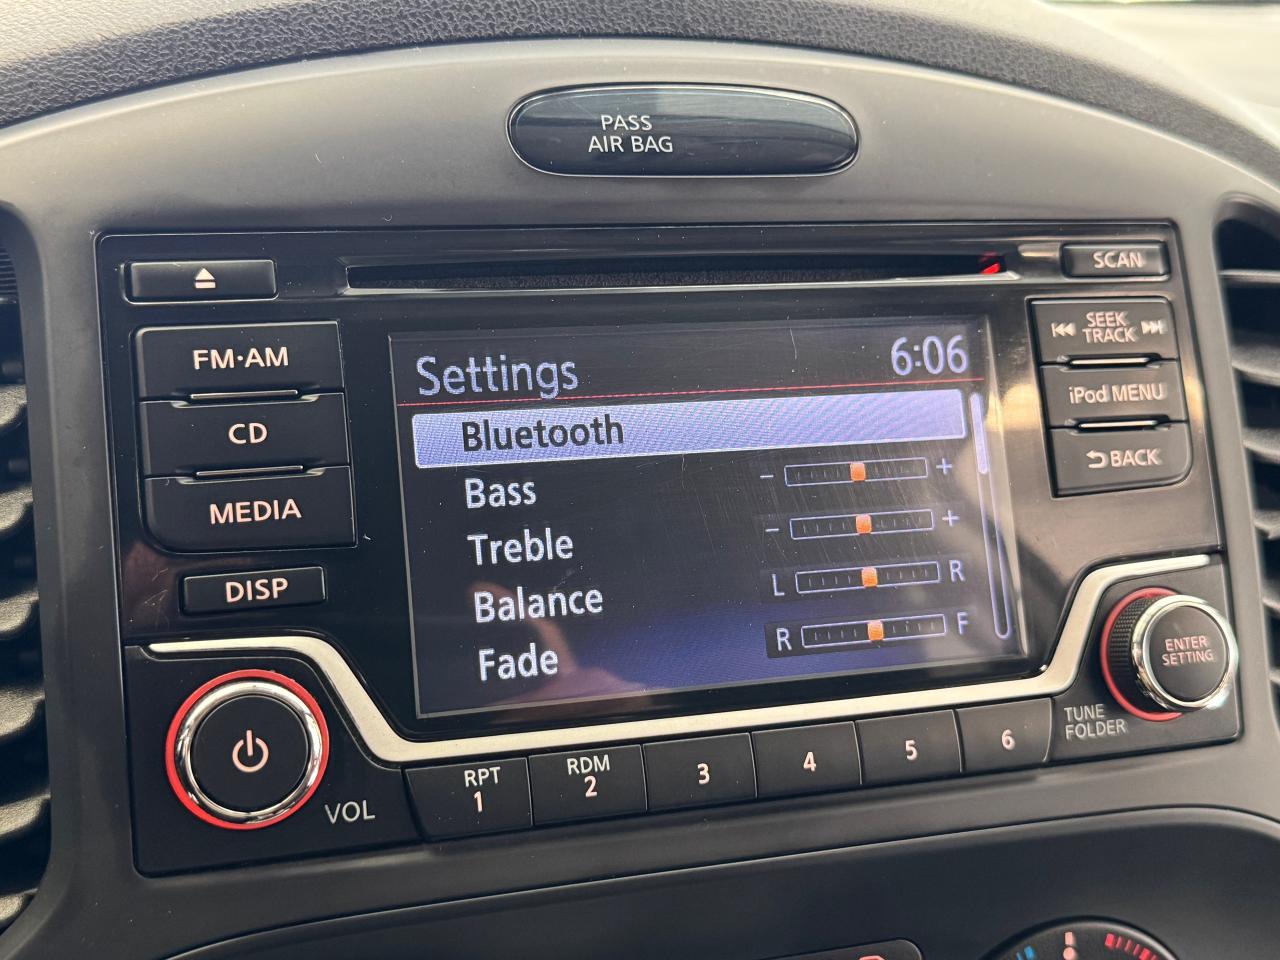 PASS
AIR BAG
SCAN
FM·AM
SEEK
TRACK
CD
iPod MENU
MEDIA
BACK
DISP
Settings 6:06
Bluetooth
Bass - +
Treble - +
Balance L R
Fade R F
ENTER
SETTING
TUNE
FOLDER
VOL
RPT
1
RDM
2
3
4
5
6